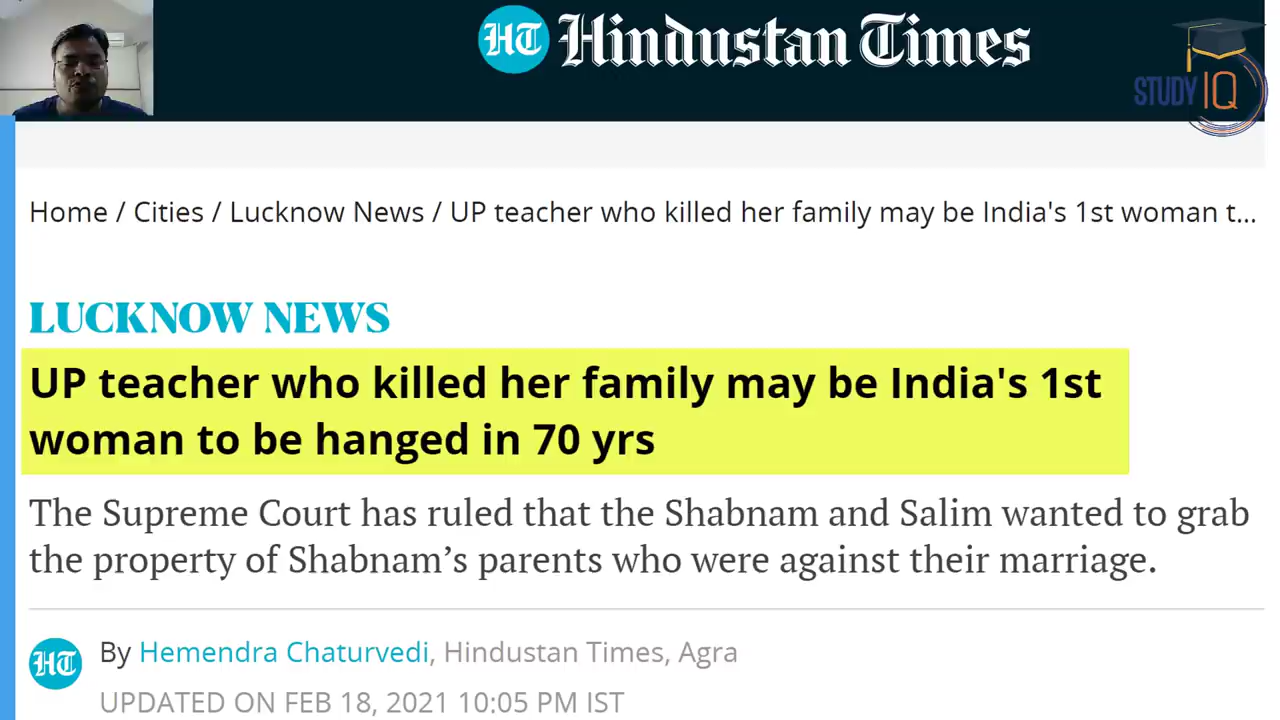 HT Hindustan Times
STUDY IQ
Home / Cities / Lucknow News / UP teacher who killed her family may be India's 1st woman t...
LUCKNOW NEWS
UP teacher who killed her family may be India's 1st
woman to be hanged in 70 yrs
The Supreme Court has ruled that the Shabnam and Salim wanted to grab
the property of Shabnam’s parents who were against their marriage.
HT By Hemendra Chaturvedi, Hindustan Times, Agra
UPDATED ON FEB 18, 2021 10:05 PM IST